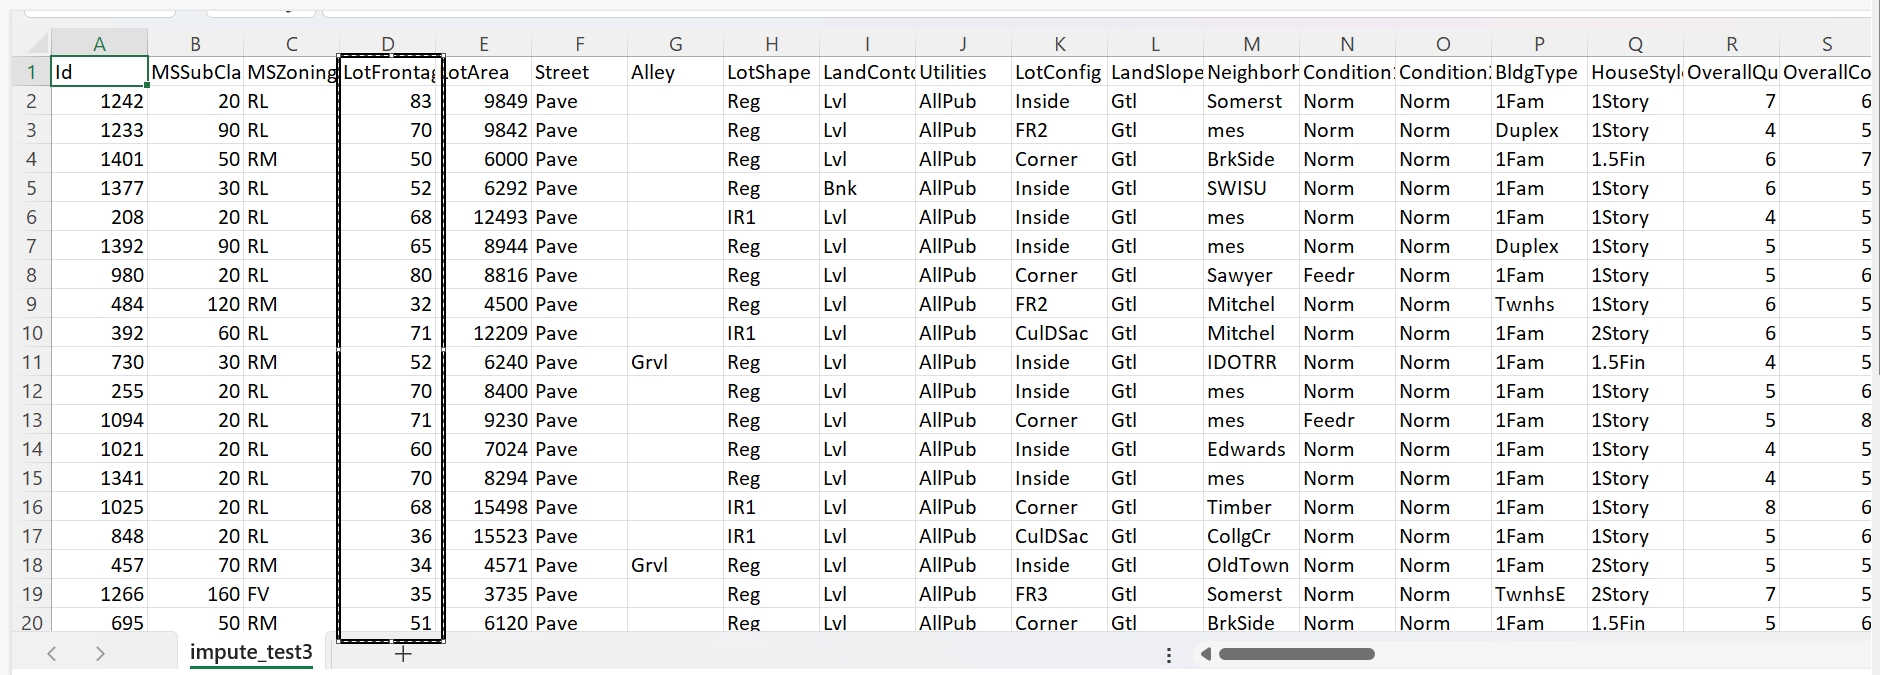 A B C D E F G H I J K L M N O P Q R S
1 Id MSSubCla MSZoning LotFrontag LotArea Street Alley LotShape LandConto Utilities LotConfig LandSlope Neighborh Condition1 Condition2 BldgType HouseStyle OverallQu OverallCo
2 1242 20 RL 83 9849 Pave Reg Lvl AllPub Inside Gtl Somerst Norm Norm 1Fam 1Story 7 6
3 1233 90 RL 70 9842 Pave Reg Lvl AllPub FR2 Gtl mes Norm Norm Duplex 1Story 4 5
4 1401 50 RM 50 6000 Pave Reg Lvl AllPub Corner Gtl BrkSide Norm Norm 1Fam 1.5Fin 6 7
5 1377 30 RL 52 6292 Pave Reg Bnk AllPub Inside Gtl SWISU Norm Norm 1Fam 1Story 6 5
6 208 20 RL 68 12493 Pave IR1 Lvl AllPub Inside Gtl mes Norm Norm 1Fam 1Story 4 5
7 1392 90 RL 65 8944 Pave Reg Lvl AllPub Inside Gtl mes Norm Norm Duplex 1Story 5 5
8 980 20 RL 80 8816 Pave Reg Lvl AllPub Corner Gtl Sawyer Feedr Norm 1Fam 1Story 5 6
9 484 120 RM 32 4500 Pave Reg Lvl AllPub FR2 Gtl Mitchel Norm Norm Twnhs 1Story 6 5
10 392 60 RL 71 12209 Pave IR1 Lvl AllPub CulDSac Gtl Mitchel Norm Norm 1Fam 2Story 6 5
11 730 30 RM 52 6240 Pave Grvl Reg Lvl AllPub Inside Gtl IDOTRR Norm Norm 1Fam 1.5Fin 4 5
12 255 20 RL 70 8400 Pave Reg Lvl AllPub Inside Gtl mes Norm Norm 1Fam 1Story 5 6
13 1094 20 RL 71 9230 Pave Reg Lvl AllPub Corner Gtl mes Feedr Norm 1Fam 1Story 5 8
14 1021 20 RL 60 7024 Pave Reg Lvl AllPub Inside Gtl Edwards Norm Norm 1Fam 1Story 4 5
15 1341 20 RL 70 8294 Pave Reg Lvl AllPub Inside Gtl mes Norm Norm 1Fam 1Story 4 5
16 1025 20 RL 68 15498 Pave IR1 Lvl AllPub Corner Gtl Timber Norm Norm 1Fam 1Story 8 6
17 848 20 RL 36 15523 Pave IR1 Lvl AllPub CulDSac Gtl CollgCr Norm Norm 1Fam 1Story 5 6
18 457 70 RM 34 4571 Pave Grvl Reg Lvl AllPub Inside Gtl OldTown Norm Norm 1Fam 2Story 5 5
19 1266 160 FV 35 3735 Pave Reg Lvl AllPub FR3 Gtl Somerst Norm Norm TwnhsE 2Story 7 5
20 695 50 RM 51 6120 Pave Reg Lvl AllPub Corner Gtl BrkSide Norm Norm 1Fam 1.5Fin 5 6
impute_test3